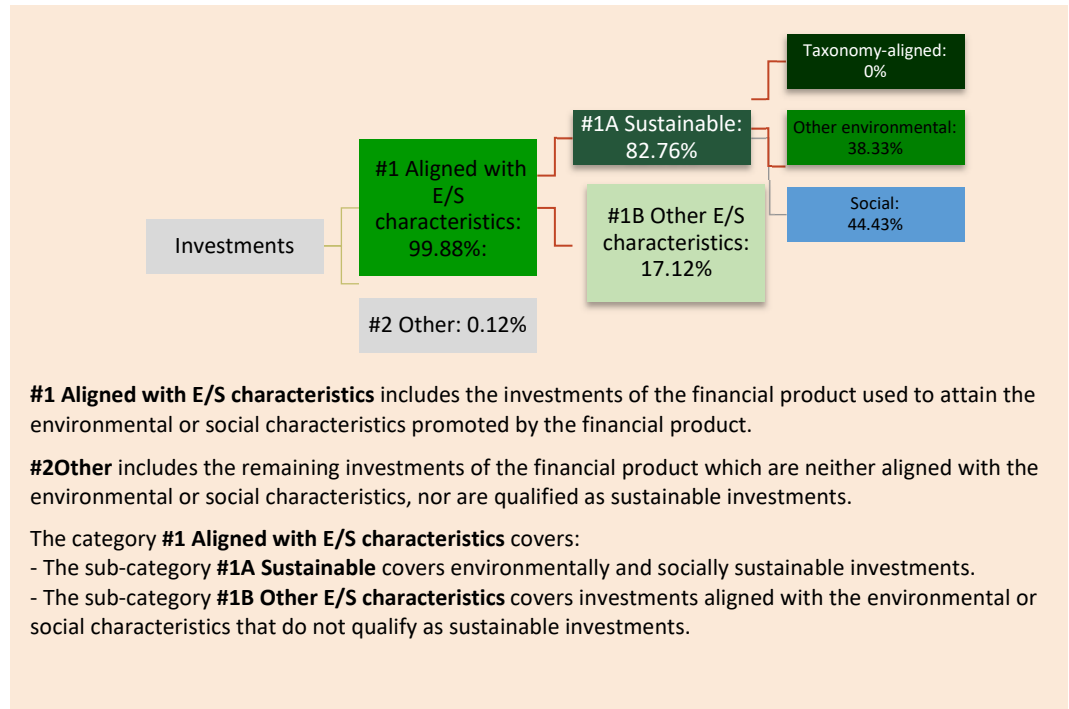 Taxonomy-aligned:
0%
#1A Sustainable:
82.76%
Other environmental:
38.33%
#1 Aligned with
E/S
characteristics:
99.88%:
Social:
44.43%
#1B Other E/S
characteristics:
17.12%
Investments
#2 Other: 0.12%
#1 Aligned with E/S characteristics includes the investments of the financial product used to attain the
environmental or social characteristics promoted by the financial product.
#2Other includes the remaining investments of the financial product which are neither aligned with the
environmental or social characteristics, nor are qualified as sustainable investments.
The category #1 Aligned with E/S characteristics covers:
- The sub-category #1A Sustainable covers environmentally and socially sustainable investments.
- The sub-category #1B Other E/S characteristics covers investments aligned with the environmental or
social characteristics that do not qualify as sustainable investments.